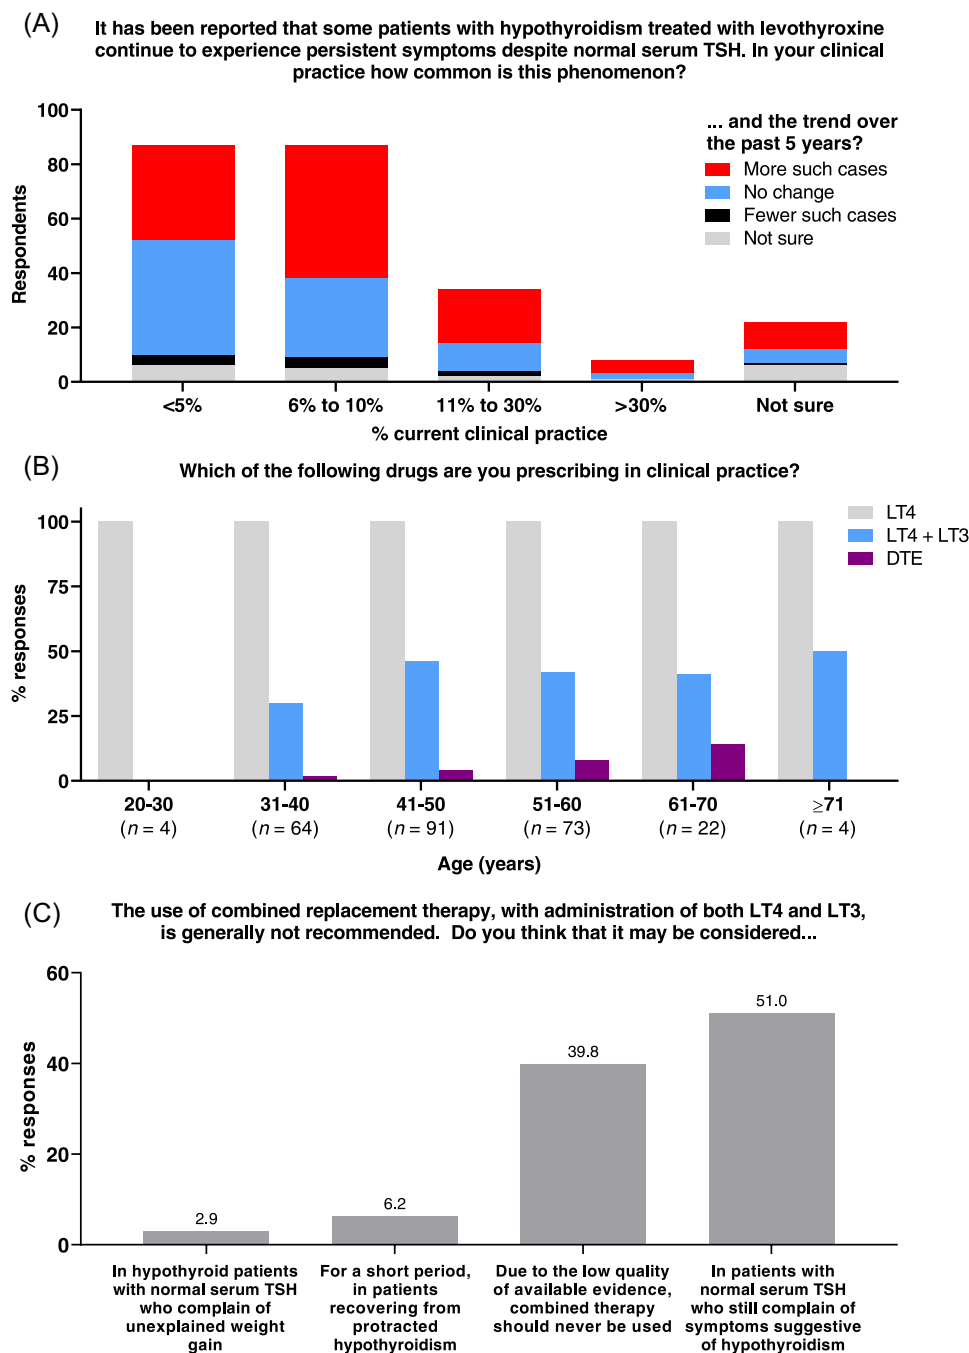 (A)
It has been reported that some patients with hypothyroidism treated with levothyroxine
continue to experience persistent symptoms despite normal serum TSH. In your clinical
practice how common is this phenomenon?
... and the trend over
the past 5 years?
More such cases
No change
Fewer such cases
Not sure
Respondents
100
80
60
40
20
0
<5%
6% to 10%
11% to 30%
>30%
Not sure
% current clinical practice
(B)
Which of the following drugs are you prescribing in clinical practice?
LT4
LT4 + LT3
DTE
% responses
100
75
50
25
0
20-30
31-40
41-50
51-60
61-70
≥71
(n = 4)
(n = 64)
(n = 91)
(n = 73)
(n = 22)
(n = 4)
Age (years)
(C)
The use of combined replacement therapy, with administration of both LT4 and LT3,
is generally not recommended. Do you think that it may be considered...
% responses
60
40
20
0
2.9
6.2
39.8
51.0
In hypothyroid patients
with normal serum TSH
who complain of
unexplained weight
gain
For a short period,
in patients
recovering from
protracted
hypothyroidism
Due to the low quality
of available evidence,
combined therapy
should never be used
In patients with
normal serum TSH
who still complain of
symptoms suggestive
of hypothyroidism